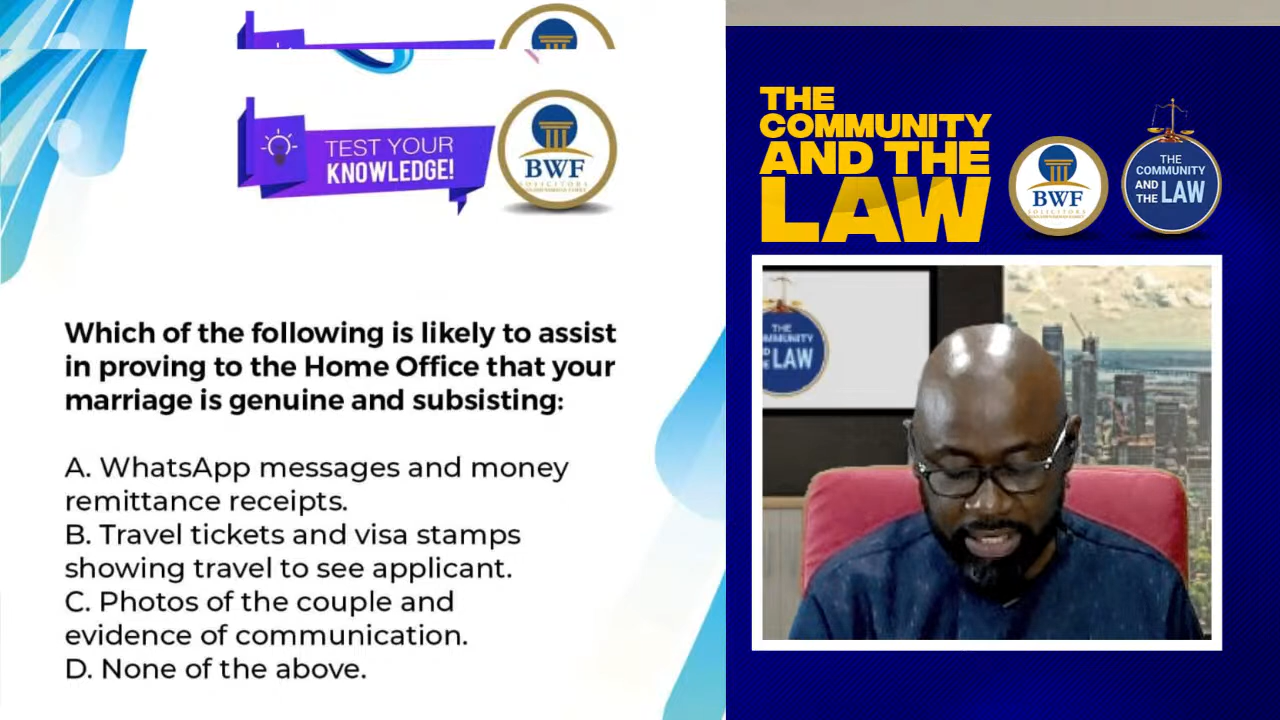 TEST YOUR
KNOWLEDGE!
BWF
SOLICITORS
Which of the following is likely to assist
in proving to the Home Office that your
marriage is genuine and subsisting:
A. WhatsApp messages and money
remittance receipts.
B. Travel tickets and visa stamps
showing travel to see applicant.
C. Photos of the couple and
evidence of communication.
D. None of the above.
THE
COMMUNITY
AND THE
LAW
BWF
SOLICITORS
THE
COMMUNITY
AND
THE LAW
THE
LAW